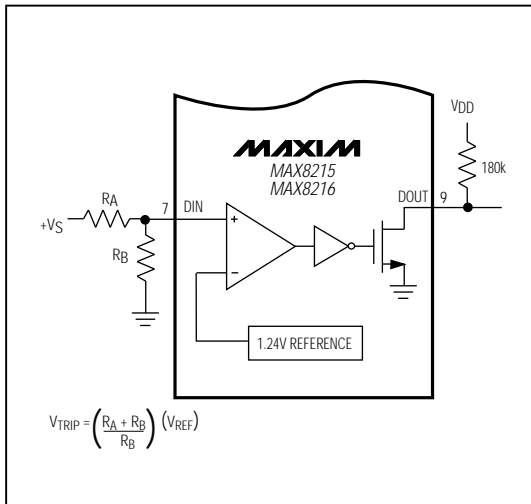 VDD
MAXIM
MAX8215
MAX8216
180k
RA
7 DIN
DOUT 9
+VS
RB
+
−
1.24V REFERENCE
VTRIP = (RA + RB / RB) (VREF)